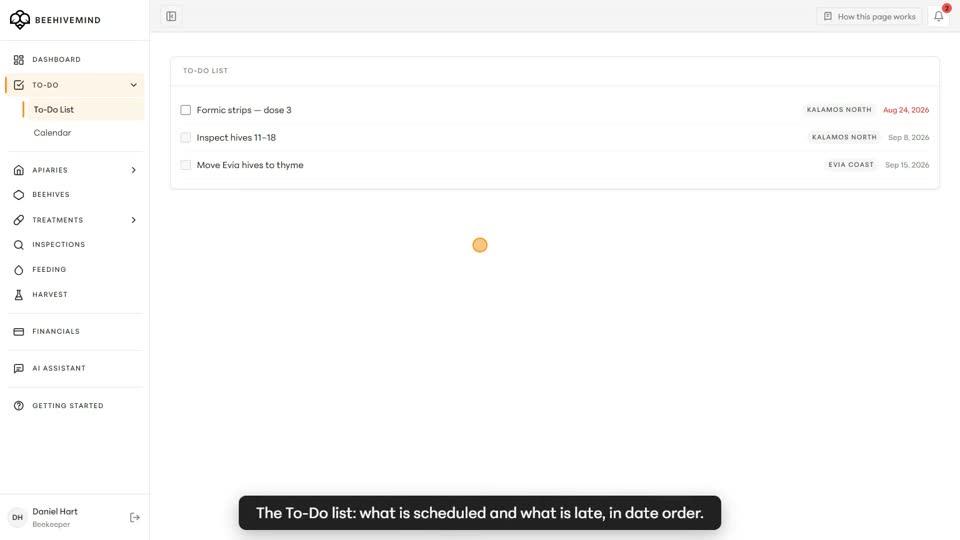 BEEHIVEMIND
How this page works
2
DASHBOARD
TO-DO
To-Do List
Calendar
APIARIES
BEEHIVES
TREATMENTS
INSPECTIONS
FEEDING
HARVEST
FINANCIALS
AI ASSISTANT
GETTING STARTED
DH
Daniel Hart
Beekeeper
TO-DO LIST
Formic strips — dose 3 KALAMOS NORTH Aug 24, 2026
Inspect hives 11–18 KALAMOS NORTH Sep 8, 2026
Move Evia hives to thyme EVIA COAST Sep 15, 2026
The To-Do list: what is scheduled and what is late, in date order.